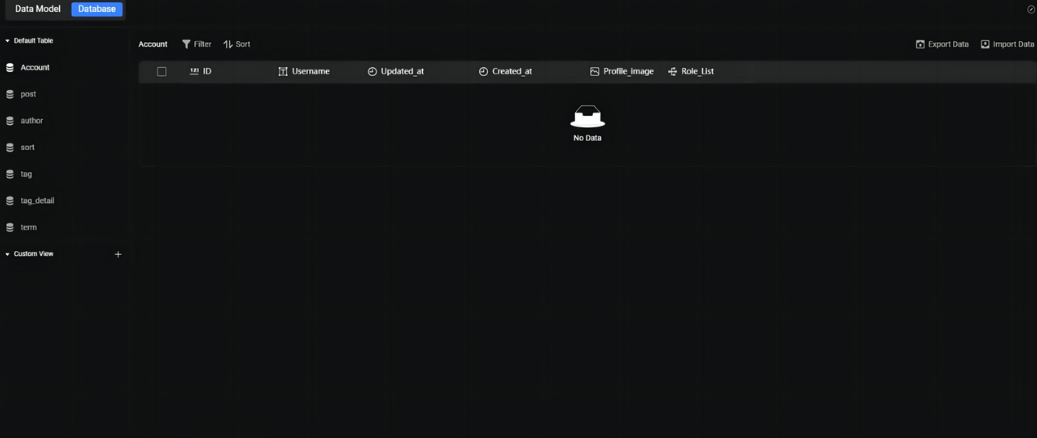 Data Model Database
Default Table
Account
post
author
sort
tag
tag_detail
term
Custom View
Account Filter Sort Export Data Import Data
ID Username Updated_at Created_at Profile_image Role_List
No Data